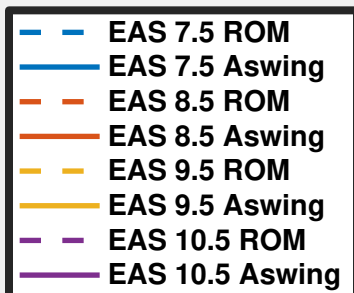 EAS 7.5 ROM
EAS 7.5 Aswing
EAS 8.5 ROM
EAS 8.5 Aswing
EAS 9.5 ROM
EAS 9.5 Aswing
EAS 10.5 ROM
EAS 10.5 Aswing